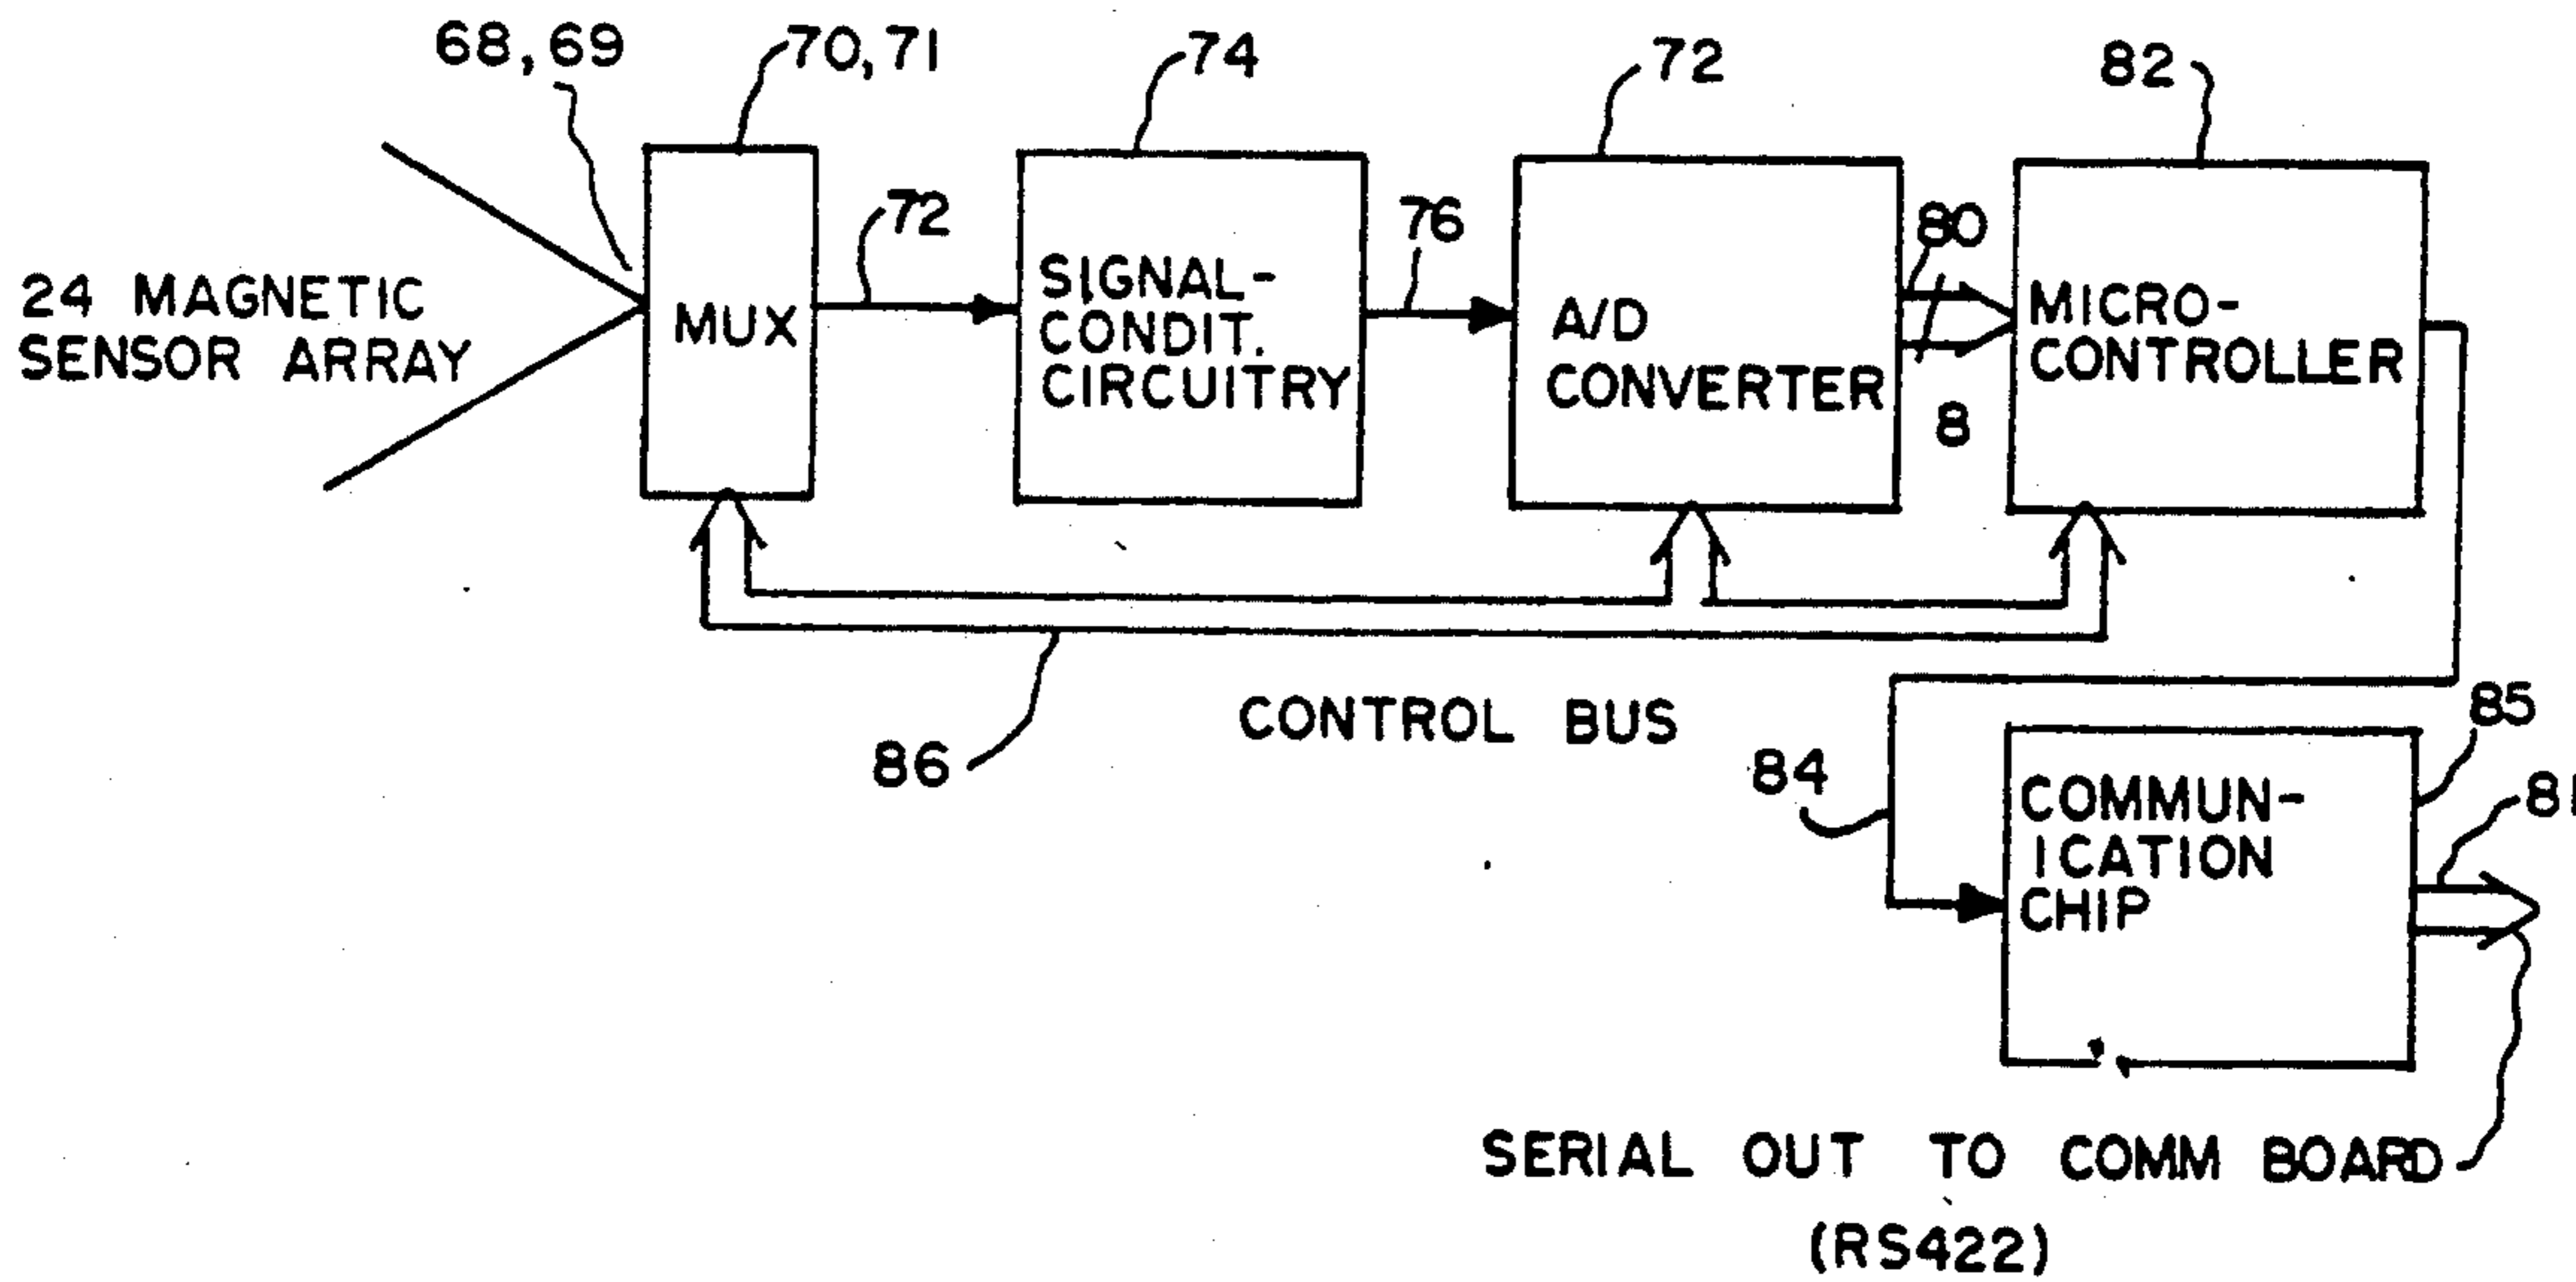 68, 69
70, 71
74
72
82
24 MAGNETIC
SENSOR ARRAY
MUX
72
SIGNAL-
CONDIT.
CIRCUITRY
76
A/D
CONVERTER
80
8
MICRO-
CONTROLLER
86
CONTROL BUS
84
85
81
COMMUN-
ICATION
CHIP
SERIAL OUT TO COMM BOARD
(RS422)